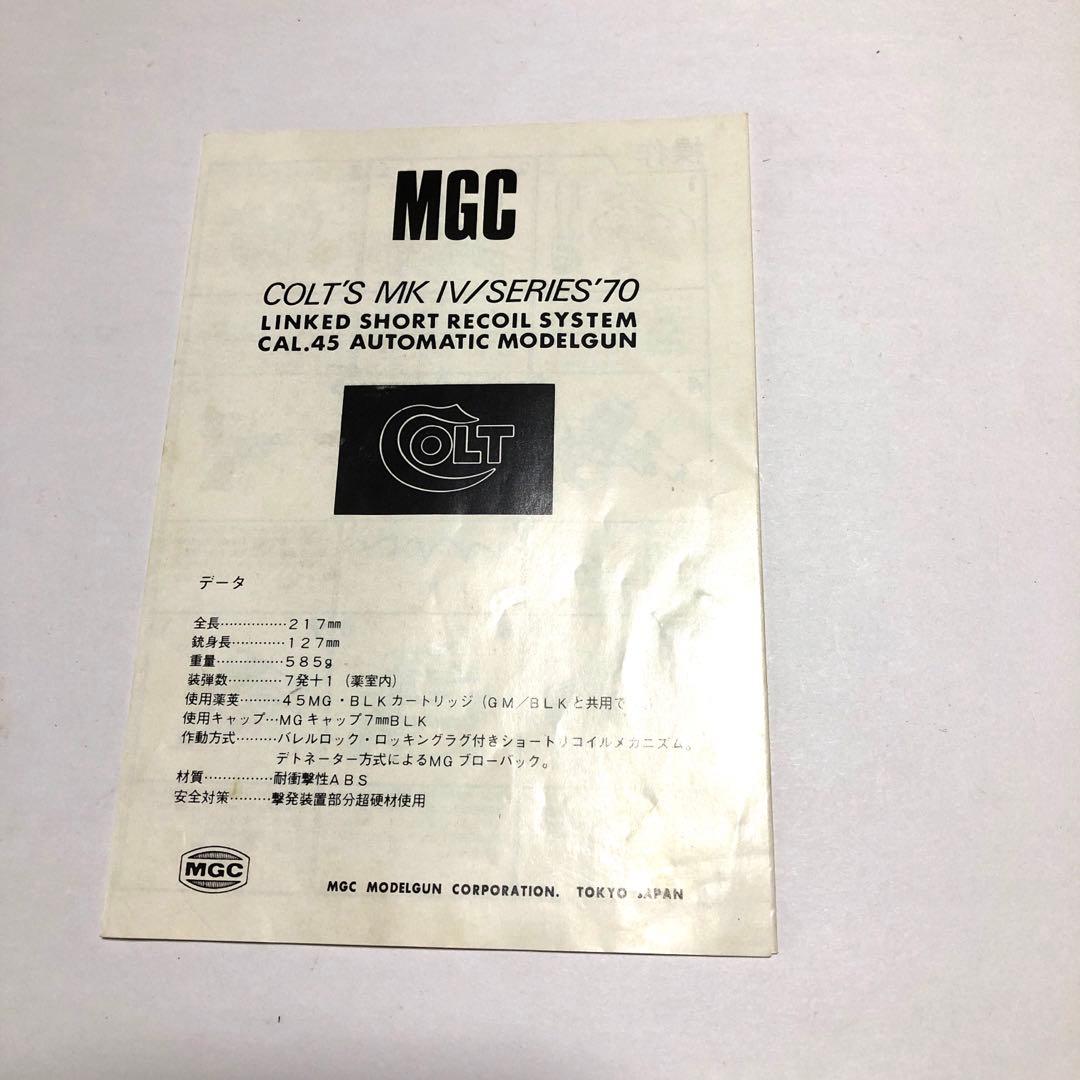 MGC
COLT'S MK IV/SERIES'70
LINKED SHORT RECOIL SYSTEM
CAL.45 AUTOMATIC MODELGUN
COLT
データ
全長……………217㎜
銃身長…………127㎜
重量……………585g
装弾数…………7発+1（薬室内）
使用薬莢………45MG・BLKカートリッジ（GM/BLKと共用で
使用キャップ…MGキャップ7㎜BLK
作動方式………バレルロック・ロッキングラグ付きショートリコイルメカニズム。
デトネーター方式によるMGブローバック。
材質……………耐衝撃性ABS
安全対策………撃発装置部分超硬材使用
MGC
MGC MODELGUN CORPORATION. TOKYO JAPAN